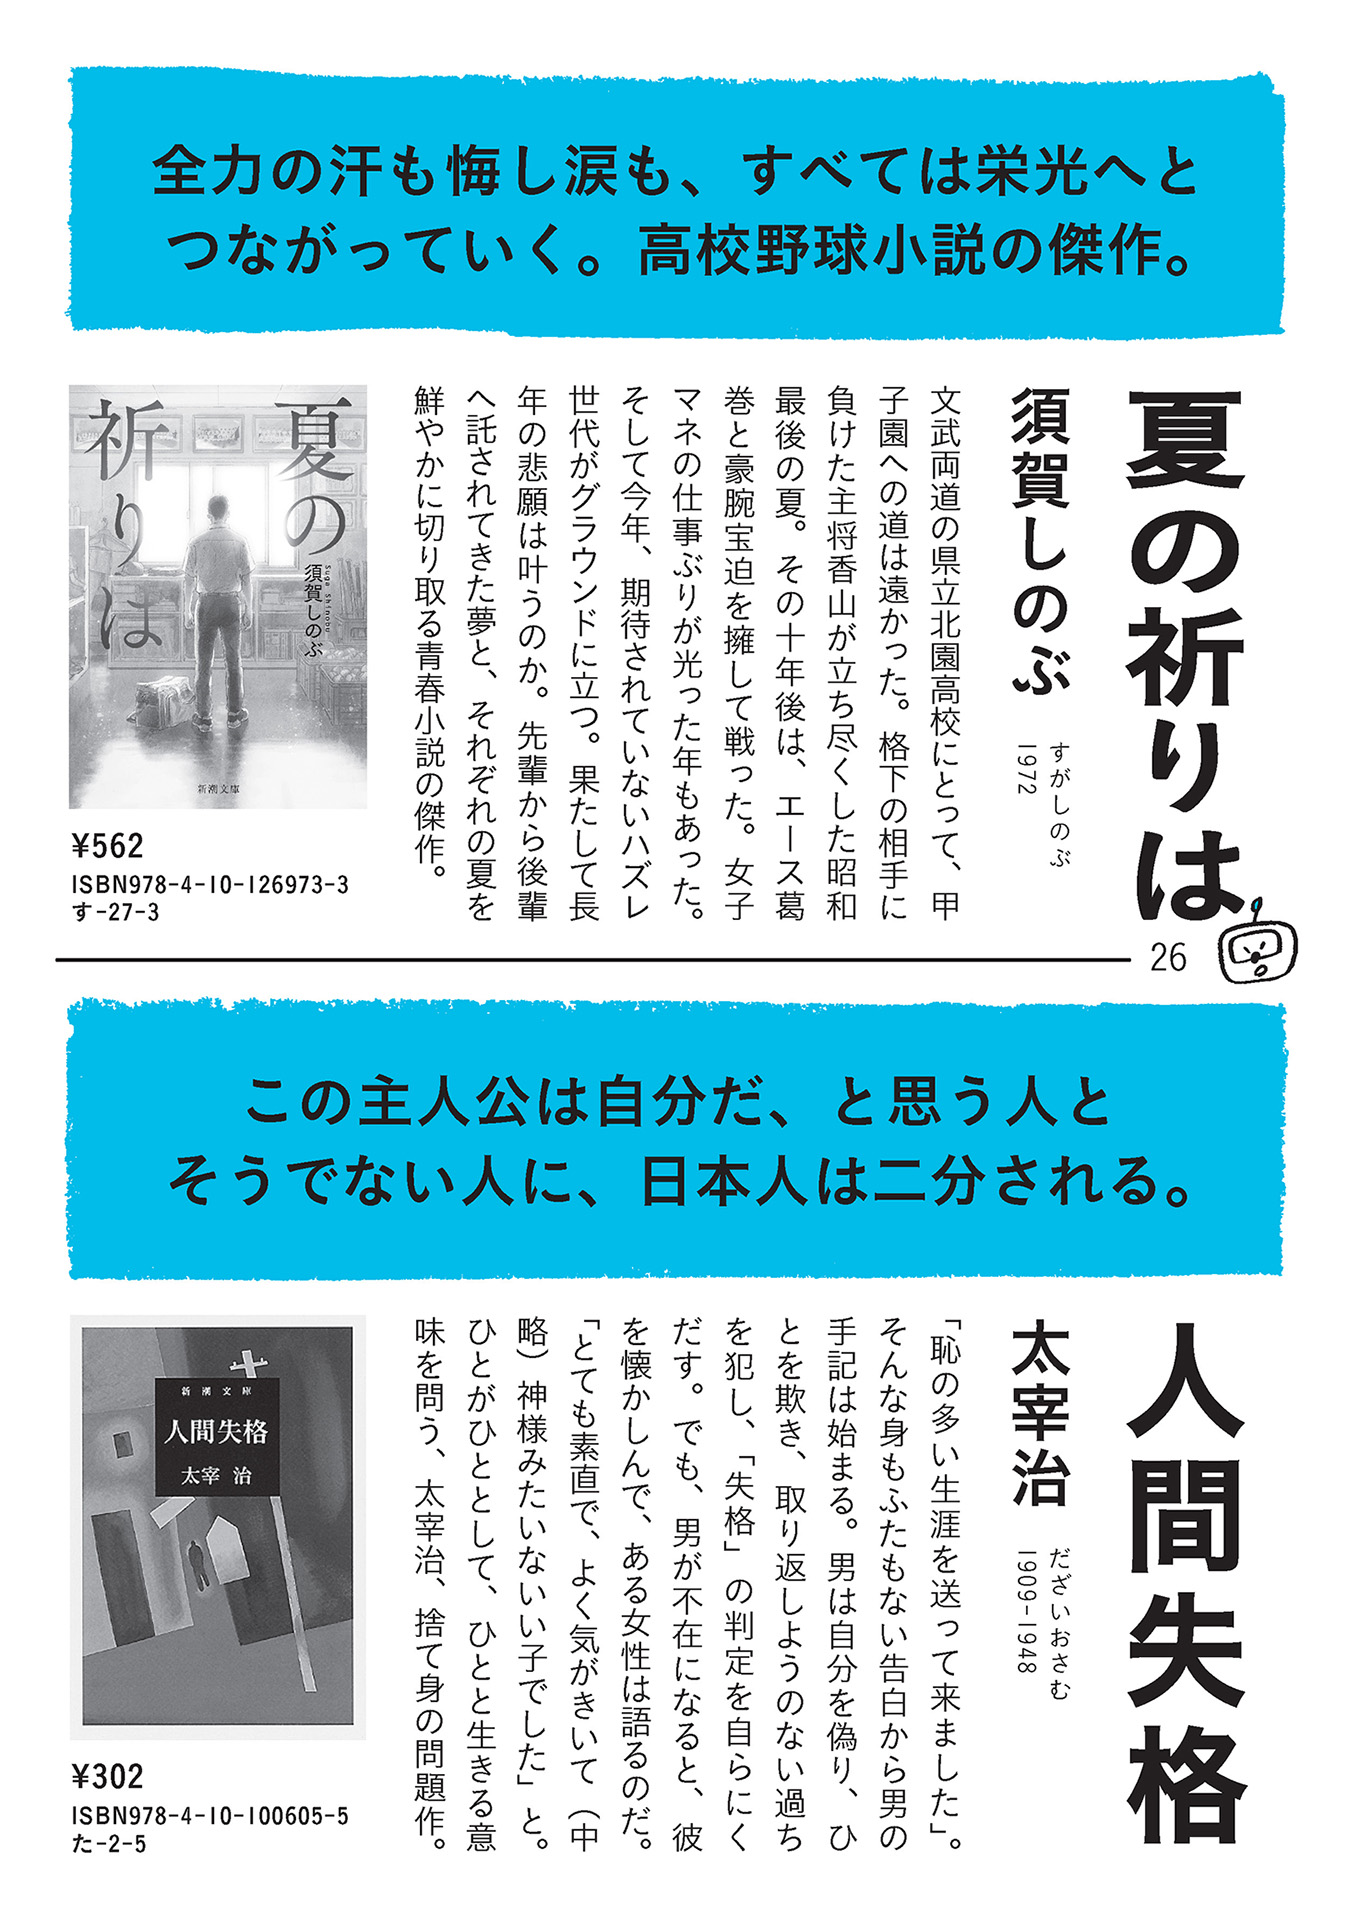 全力の汗も悔し涙も、すべては栄光へと
つながっていく。高校野球小説の傑作。
夏の祈りは
須賀しのぶ
すがしのぶ
1972
文武両道の県立北園高校にとって、甲
子園への道は遠かった。格下の相手に
負けた主将香山が立ち尽くした昭和
最後の夏。その十年後は、エース葛
巻と豪腕宝迫を擁して戦った。女子
マネの仕事ぶりが光った年もあった。
そして今年、期待されていないハズレ
世代がグラウンドに立つ。果たして長
年の悲願は叶うのか。先輩から後輩
へ託されてきた夢と、それぞれの夏を
鮮やかに切り取る青春小説の傑作。
夏の
祈りは
須賀しのぶ
Suga Shinobu
新潮文庫
¥562
ISBN978-4-10-126973-3
す-27-3
26
この主人公は自分だ、と思う人と
そうでない人に、日本人は二分される。
人間失格
太宰治
だざいおさむ
1909-1948
「恥の多い生涯を送って来ました」。
そんな身もふたもない告白から男の
手記は始まる。男は自分を偽り、ひ
とを欺き、取り返しようのない過ち
を犯し、「失格」の判定を自らにく
だす。でも、男が不在になると、彼
を懐かしんで、ある女性は語るのだ。
「とても素直で、よく気がきいて（中
略）神様みたいないい子でした」と。
ひとがひととして、ひとと生きる意
味を問う、太宰治、捨て身の問題作。
新潮文庫
人間失格
太宰 治
¥302
ISBN978-4-10-100605-5
た-2-5